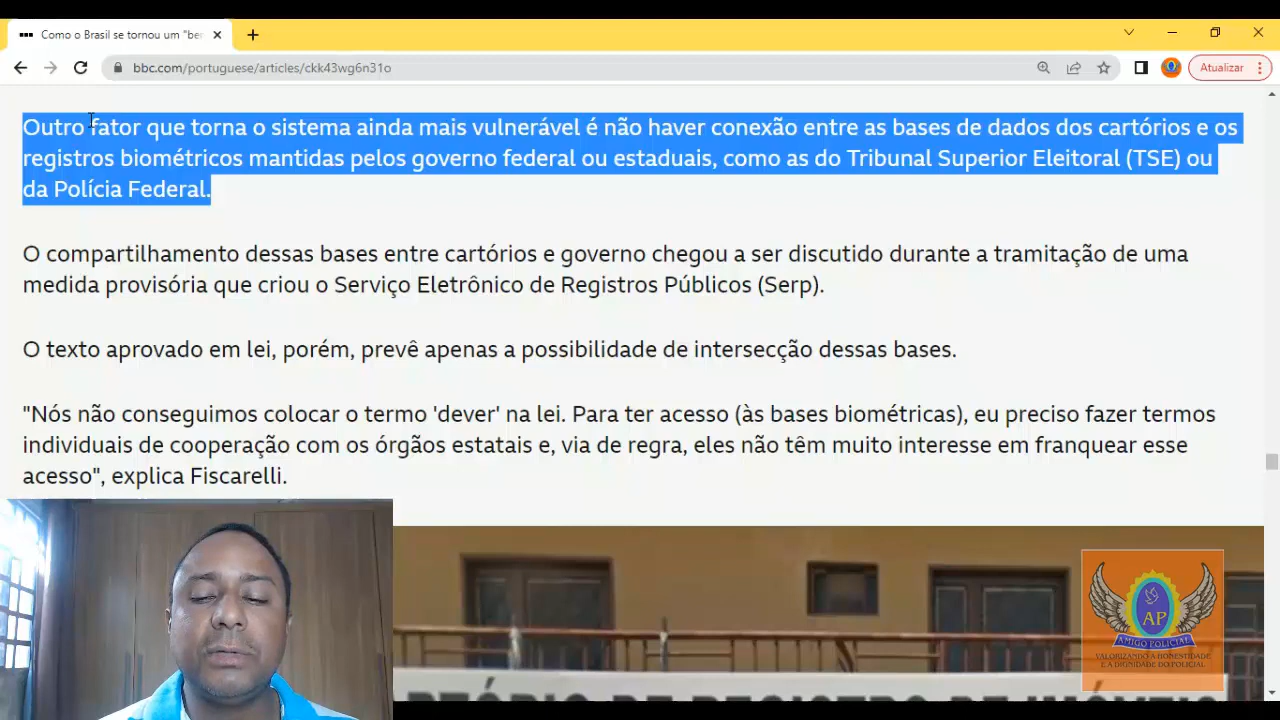 Como o Brasil se tornou um "be
bbc.com/portuguese/articles/ckk43wg6n31o
Atualizar
Outro fator que torna o sistema ainda mais vulnerável é não haver conexão entre as bases de dados dos cartórios e os
registros biométricos mantidas pelos governo federal ou estaduais, como as do Tribunal Superior Eleitoral (TSE) ou
da Polícia Federal.
O compartilhamento dessas bases entre cartórios e governo chegou a ser discutido durante a tramitação de uma
medida provisória que criou o Serviço Eletrônico de Registros Públicos (Serp).
O texto aprovado em lei, porém, prevê apenas a possibilidade de intersecção dessas bases.
"Nós não conseguimos colocar o termo 'dever' na lei. Para ter acesso (às bases biométricas), eu preciso fazer termos
individuais de cooperação com os órgãos estatais e, via de regra, eles não têm muito interesse em franquear esse
acesso", explica Fiscarelli.
AP
AMIGO POLICIAL
VALORIZANDO A HONESTIDADE
E A DIGNIDADE DO POLICIAL
RTÓRIO DE REGISTRO DE IMÓVEI